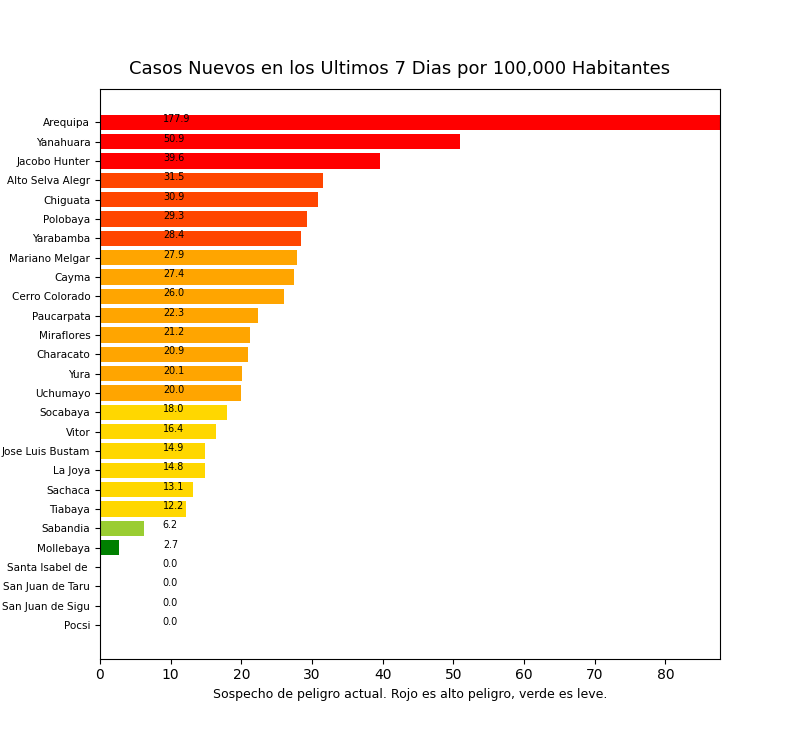 Casos Nuevos en los Ultimos 7 Dias por 100,000 Habitantes
Arequipa 177.9
Yanahuara 50.9
Jacobo Hunter 39.6
Alto Selva Alegr 31.5
Chiguata 30.9
Polobaya 29.3
Yarabamba 28.4
Mariano Melgar 27.9
Cayma 27.4
Cerro Colorado 26.0
Paucarpata 22.3
Miraflores 21.2
Characato 20.9
Yura 20.1
Uchumayo 20.0
Socabaya 18.0
Vitor 16.4
Jose Luis Bustam 14.9
La Joya 14.8
Sachaca 13.1
Tiabaya 12.2
Sabandia 6.2
Mollebaya 2.7
Santa Isabel de 0.0
San Juan de Taru 0.0
San Juan de Sigu 0.0
Pocsi 0.0
0 10 20 30 40 50 60 70 80
Sospecho de peligro actual. Rojo es alto peligro, verde es leve.